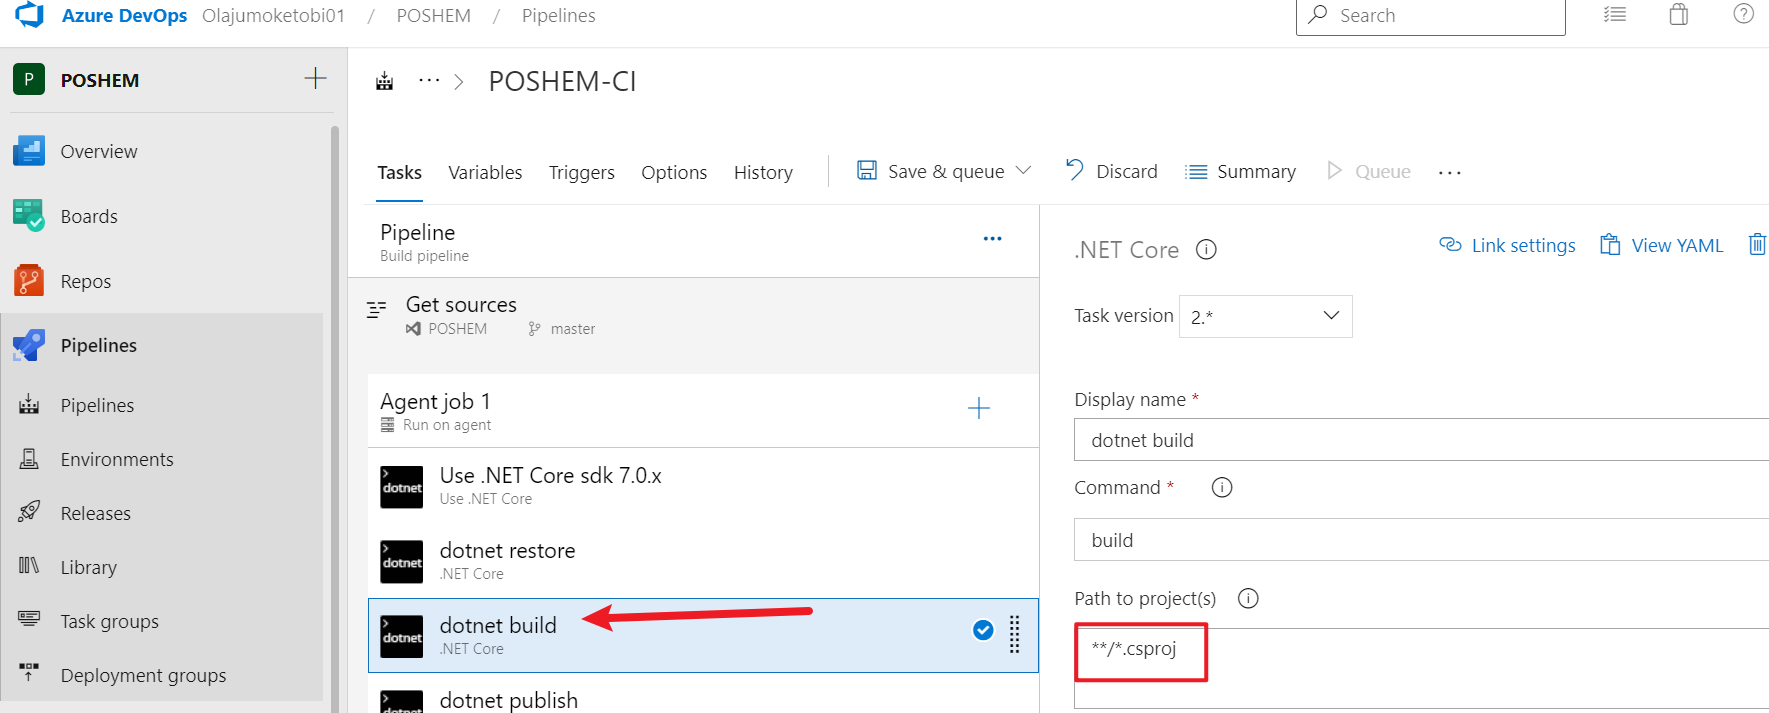 Azure DevOps Olajumoketobi01 / POSHEM / Pipelines
Search
P POSHEM
Overview
Boards
Repos
Pipelines
Pipelines
Environments
Releases
Library
Task groups
Deployment groups
··· > POSHEM-CI
Tasks Variables Triggers Options History Save & queue Discard Summary Queue ···
Pipeline
Build pipeline
Get sources
POSHEM master
Agent job 1
Run on agent
dotnet
Use .NET Core sdk 7.0.x
Use .NET Core
dotnet
dotnet restore
.NET Core
dotnet
dotnet build
.NET Core
dotnet
dotnet publish
.NET Core
Link settings View YAML
Task version 2.*
Display name *
dotnet build
Command *
build
Path to project(s)
**/*.csproj